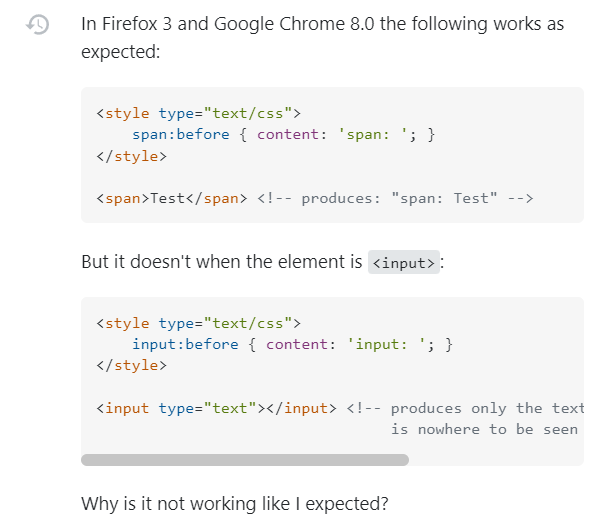 In Firefox 3 and Google Chrome 8.0 the following works as
expected:
<style type="text/css">
    span:before { content: 'span: '; }
</style>
<span>Test</span> <!-- produces: "span: Test" -->
But it doesn't when the element is <input>:
<style type="text/css">
    input:before { content: 'input: '; }
</style>
<input type="text"></input> <!-- produces only the text
                                 is nowhere to be seen
Why is it not working like I expected?